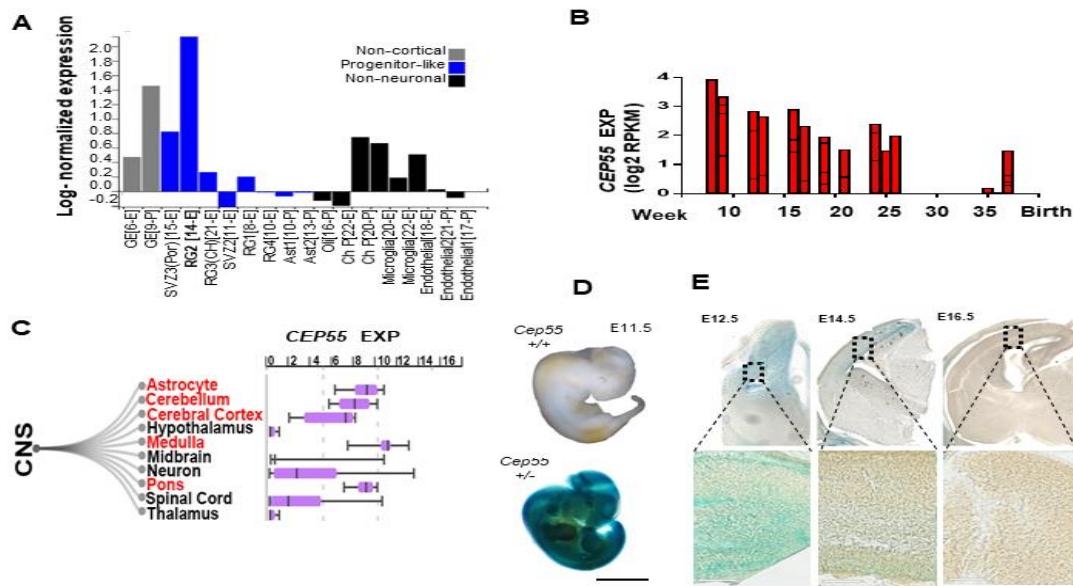 A
Log- normalized expression
2.0
1.6
1.4
1.2
1.0
0.8
0.6
0.4
0.2
0.0
-0.2
Non-cortical
Progenitor-like
Non-neuronal
GE[6-E]
GE[9-P]
SVZ3(Por) [15-E]
RG2 [14-E]
RG3(CH)[21-E]
SVZ2[11-E]
RG1[8-E]
RG4[10-E]
Ast1[10-P]
Ast2[13-P]
Oli[16-P]
Ch P[22-E]
Ch P[20-P]
Microglia[20-E]
Microglia[22-E]
Endothelial[18-E]
Endothelial2[21-P]
Endothelial1[17-P]
B
CEP55 EXP
(log2 RPKM)
4
3
2
1
0
Week 10 15 20 25 30 35 Birth
C
CEP55 EXP
0 2 4 6 8 10 12 14 16
CNS
Astrocyte
Cerebellum
Cerebral Cortex
Hypothalamus
Medulla
Midbrain
Neuron
Pons
Spinal Cord
Thalamus
D
Cep55
+/+
E11.5
Cep55
+/-
E
E12.5
E14.5
E16.5